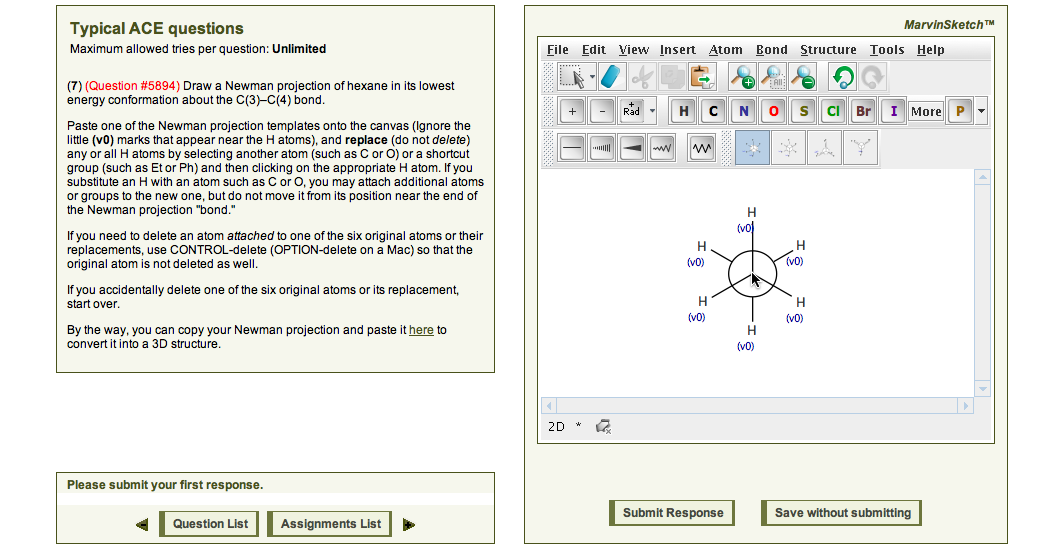 Typical ACE questions
Maximum allowed tries per question: Unlimited
(7) (Question #5894) Draw a Newman projection of hexane in its lowest
energy conformation about the C(3)–C(4) bond.
Paste one of the Newman projection templates onto the canvas (Ignore the
little (v0) marks that appear near the H atoms), and replace (do not delete)
any or all H atoms by selecting another atom (such as C or O) or a shortcut
group (such as Et or Ph) and then clicking on the appropriate H atom. If you
substitute an H with an atom such as C or O, you may attach additional atoms
or groups to the new one, but do not move it from its position near the end of
the Newman projection "bond."
If you need to delete an atom attached to one of the six original atoms or their
replacements, use CONTROL-delete (OPTION-delete on a Mac) so that the
original atom is not deleted as well.
If you accidentally delete one of the six original atoms or its replacement,
start over.
By the way, you can copy your Newman projection and paste it here to
convert it into a 3D structure.
Please submit your first response.
Question List Assignments List
MarvinSketch™
File Edit View Insert Atom Bond Structure Tools Help
All
+ - Rad H C N O S Cl Br I More P
H
(v0)
H H
(v0) (v0)
H H
(v0) (v0)
H
(v0)
2D *
Submit Response Save without submitting